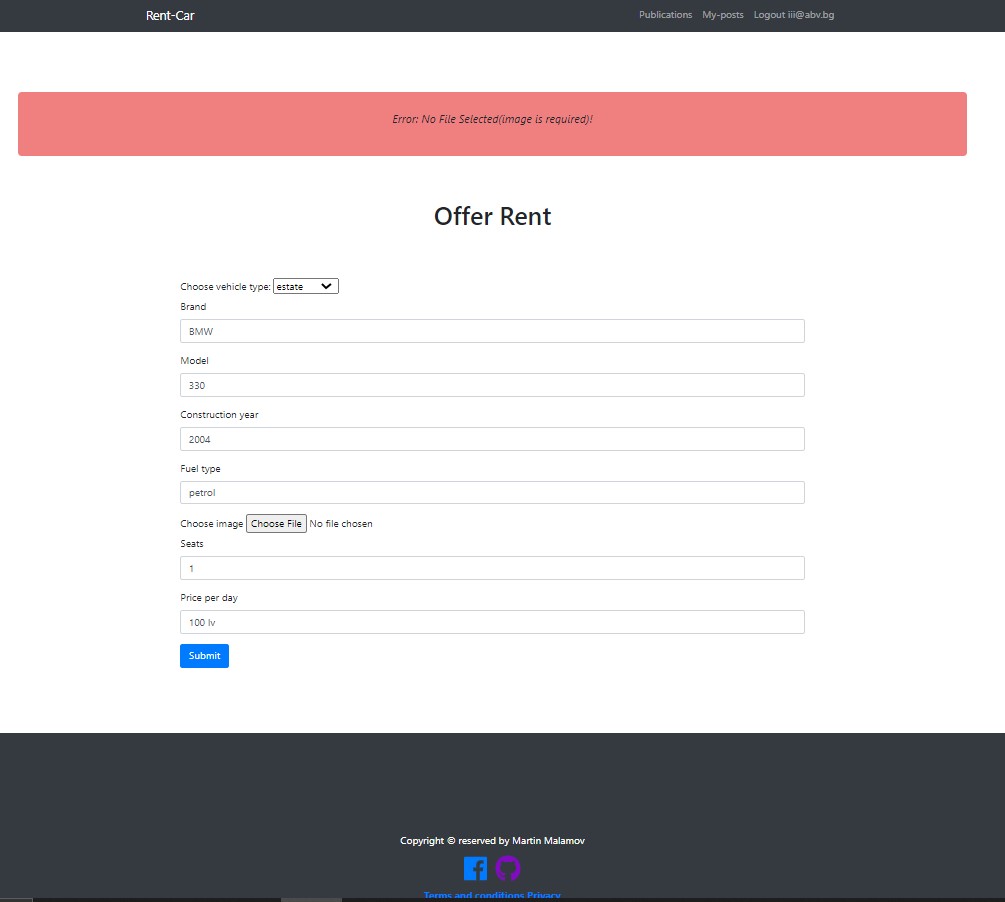 Rent-Car Publications My-posts Logout iii@abv.bg
Error: No File Selected(image is required)!
Offer Rent
Choose vehicle type: estate
Brand
BMW
Model
330
Construction year
2004
Fuel type
petrol
Choose image Choose File No file chosen
Seats
1
Price per day
100 lv
Submit
Copyright © reserved by Martin Malamov
Terms and conditions Privacy